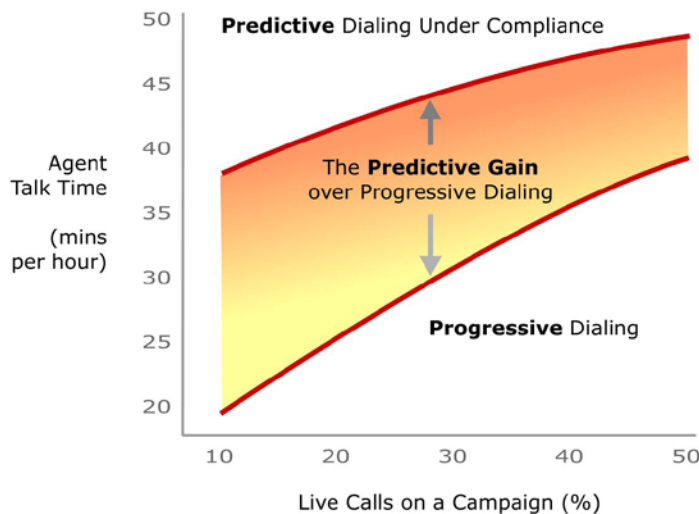 50
Predictive Dialing Under Compliance
45
40
Agent
Talk Time
(mins
per hour)
The Predictive Gain
over Progressive Dialing
35
30
Progressive Dialing
25
20
10 20 30 40 50
Live Calls on a Campaign (%)